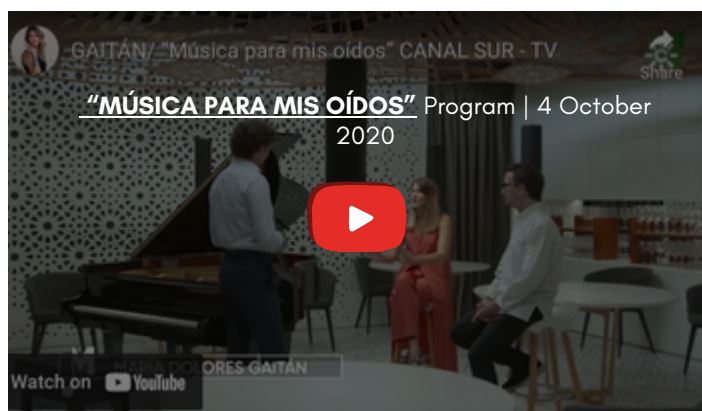 GAITÁN/ “Música para mis oídos” CANAL SUR - TV
Share
“MÚSICA PARA MIS OÍDOS” Program | 4 October
2020
MARÍA DOLORES GAITÁN
Watch on YouTube